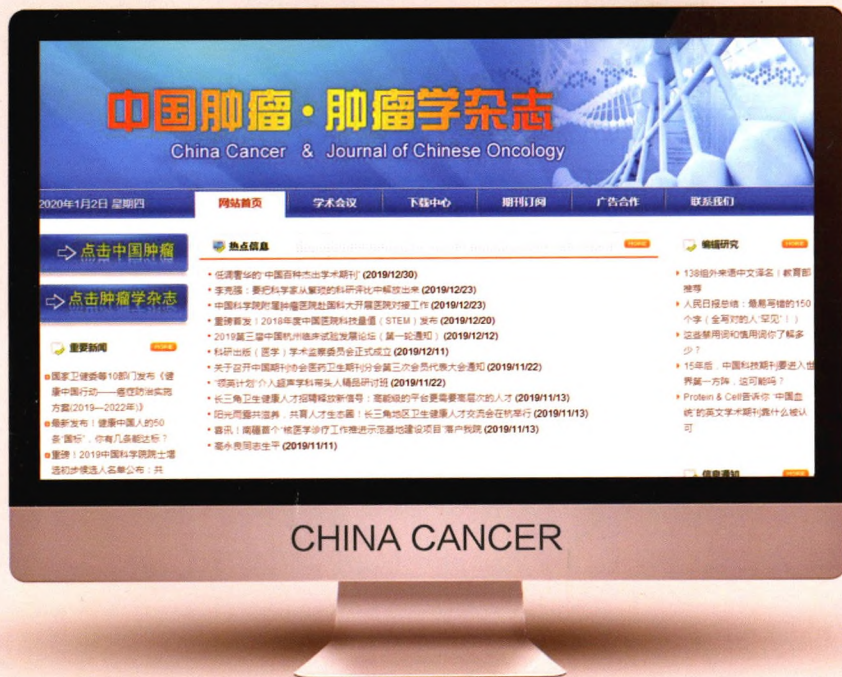 中国肿瘤·肿瘤学杂志
China Cancer & Journal of Chinese Oncology
2020年1月2日 星期四
网站首页
学术会议
下载中心
期刊订阅
广告合作
联系我们
点击中国肿瘤
点击肿瘤学杂志
重要新闻
国家卫健委等10部门发布《健
康中国行动——癌症防治实施
方案(2019—2022年)》
最新发布！健康中国人的50
条“国标”，你有几条能达标？
重磅！2019中国科学院院士增
选初步候选人名单公布：共
热点信息
低调奢华的“中国百种杰出学术期刊” (2019/12/30)
李克强：要把科学家从繁琐的科研评比中解放出来 (2019/12/23)
中国科学院附属肿瘤医院赴国科大开展医院对接工作 (2019/12/23)
重磅首发！2018年度中国医院科技量值（STEM）发布 (2019/12/20)
2019第三届中国杭州临床试验发展论坛（第一轮通知） (2019/12/12)
科研出版（医学）学术监察委员会正式成立 (2019/12/11)
关于召开中国期刊协会医药卫生期刊分会第三次会员代表大会通知 (2019/11/22)
“领英计划”介入超声学科带头人精品研讨班 (2019/11/22)
长三角卫生健康人才招聘释放新信号：高能级的平台更需要高层次的人才 (2019/11/13)
阳光雨露共滋养，共育人才生态圈！长三角地区卫生健康人才交流会在杭举行 (2019/11/13)
喜讯！南疆首个“核医学诊疗工作推进示范基地建设项目”落户我院 (2019/11/13)
高永良同志生平 (2019/11/11)
编辑研究
138组外来语中文译名！教育部
推荐
人民日报总结：最易写错的150
个字（全写对的人“罕见”！）
这些禁用词和慎用词你了解多
少？
15年后，中国科技期刊要进入世
界第一方阵，这可能吗？
Protein & Cell告诉你“中国血
统”的英文学术期刊靠什么被认
可
信息通知
CHINA CANCER